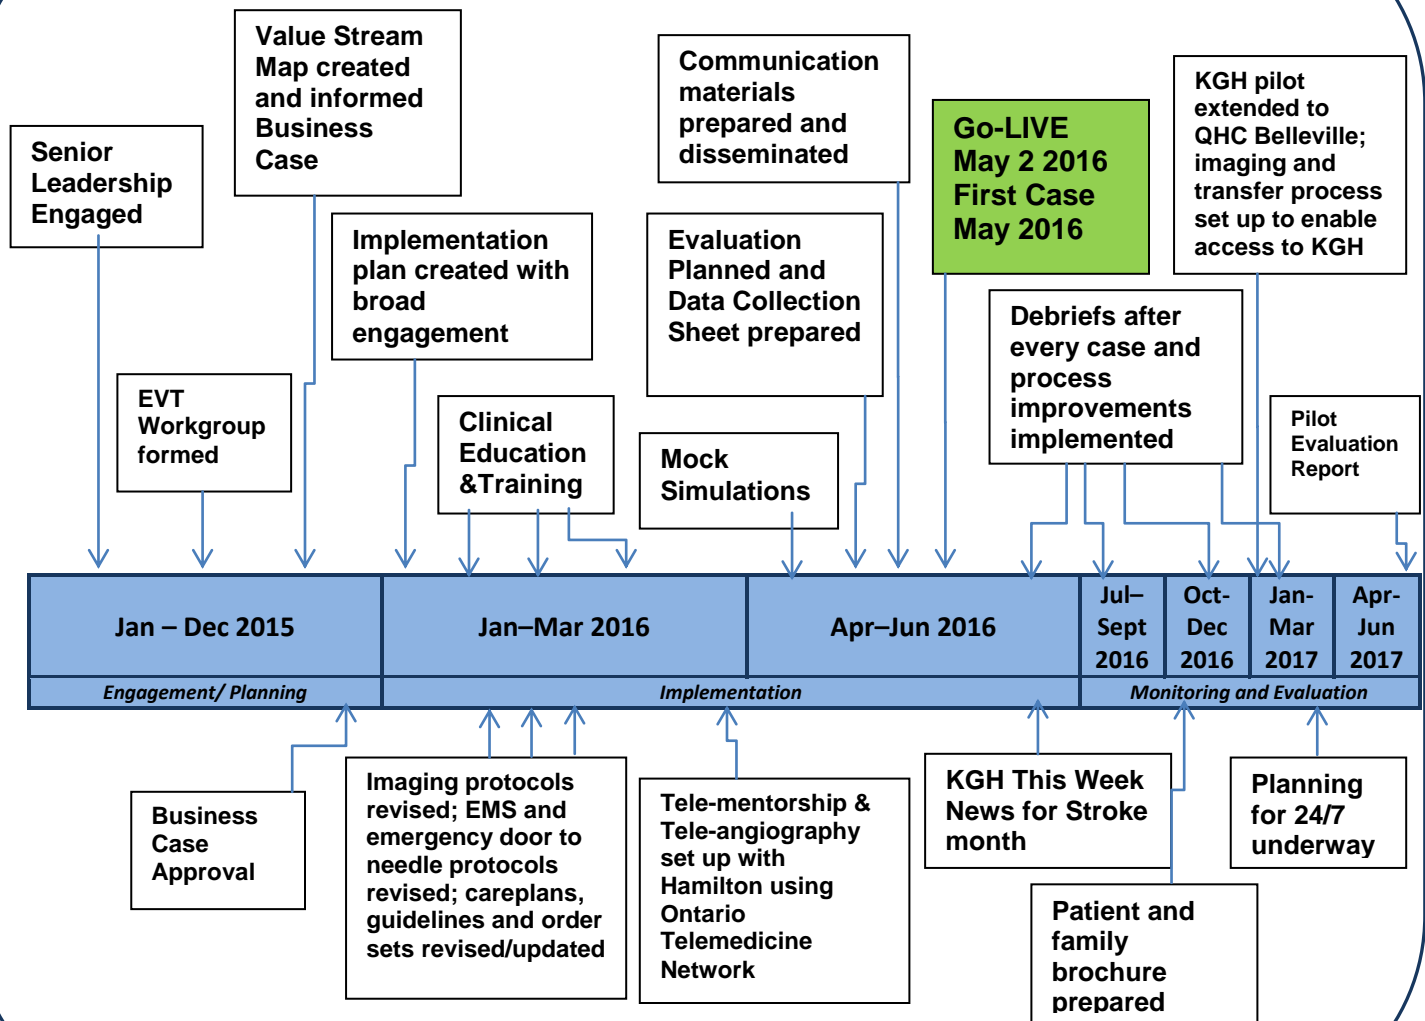 Senior
Leadership
Engaged
Value Stream
Map created
and informed
Business
Case
EVT
Workgroup
formed
Implementation
plan created with
broad
engagement
Clinical
Education
&Training
Communication
materials
prepared and
disseminated
Evaluation
Planned and
Data Collection
Sheet prepared
Mock
Simulations
Go-LIVE
May 2 2016
First Case
May 2016
Debriefs after
every case and
process
improvements
implemented
KGH pilot
extended to
QHC Belleville;
imaging and
transfer process
set up to enable
access to KGH
Pilot
Evaluation
Report
Jan – Dec 2015
Jan–Mar 2016
Apr–Jun 2016
Jul–
Sept
2016
Oct-
Dec
2016
Jan-
Mar
2017
Apr-
Jun
2017
Engagement/ Planning
Implementation
Monitoring and Evaluation
Business
Case
Approval
Imaging protocols
revised; EMS and
emergency door to
needle protocols
revised; careplans,
guidelines and order
sets revised/updated
Tele-mentorship &
Tele-angiography
set up with
Hamilton using
Ontario
Telemedicine
Network
KGH This Week
News for Stroke
month
Patient and
family
brochure
prepared
Planning
for 24/7
underway